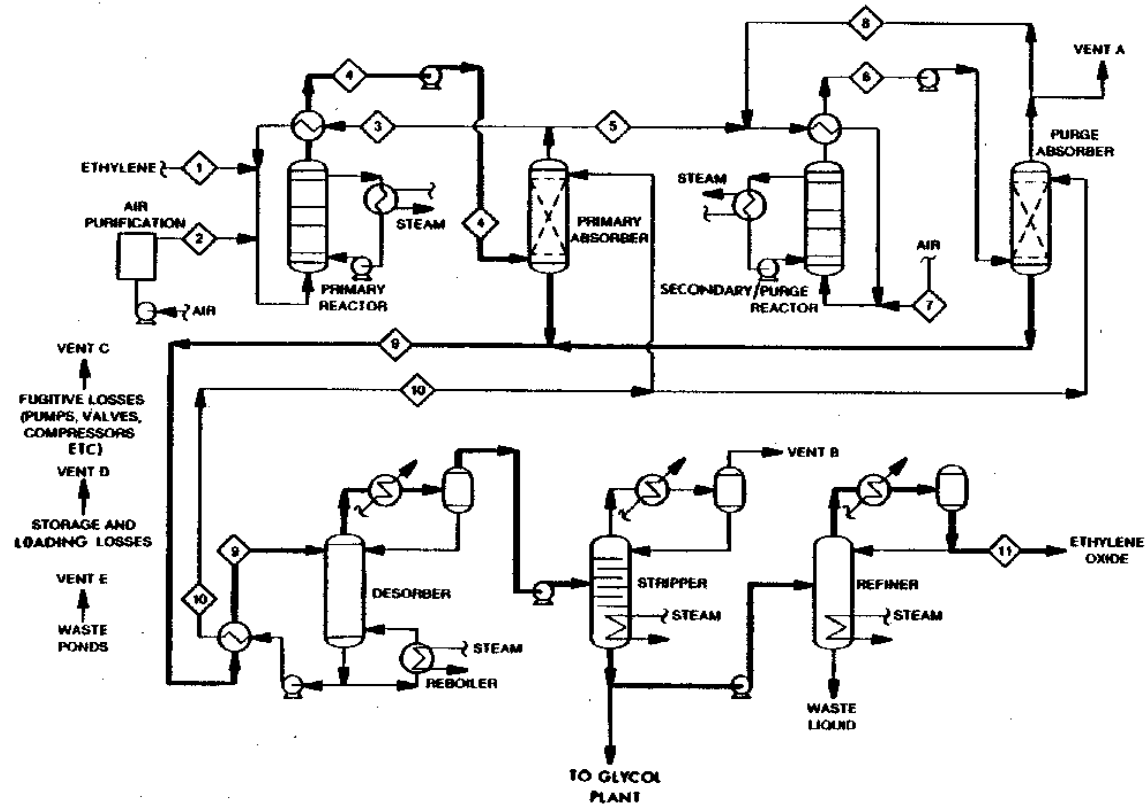 8
VENT A
4
6
3
5
PURGE
ABSORBER
ETHYLENE
1
AIR
PURIFICATION
STEAM
STEAM
4
PRIMARY
ABSORBER
2
AIR
PRIMARY
REACTOR
SECONDARY/PURGE
REACTOR
7
AIR
VENT C
9
10
FUGITIVE LOSSES
(PUMPS, VALVES,
COMPRESSORS
ETC)
VENT B
VENT D
STORAGE AND
LOADING LOSSES
9
11
ETHYLENE
OXIDE
VENT E
10
DESORBER
STRIPPER
REFINER
STEAM
STEAM
WASTE
PONDS
STEAM
REBOILER
WASTE
LIQUID
TO GLYCOL
PLANT